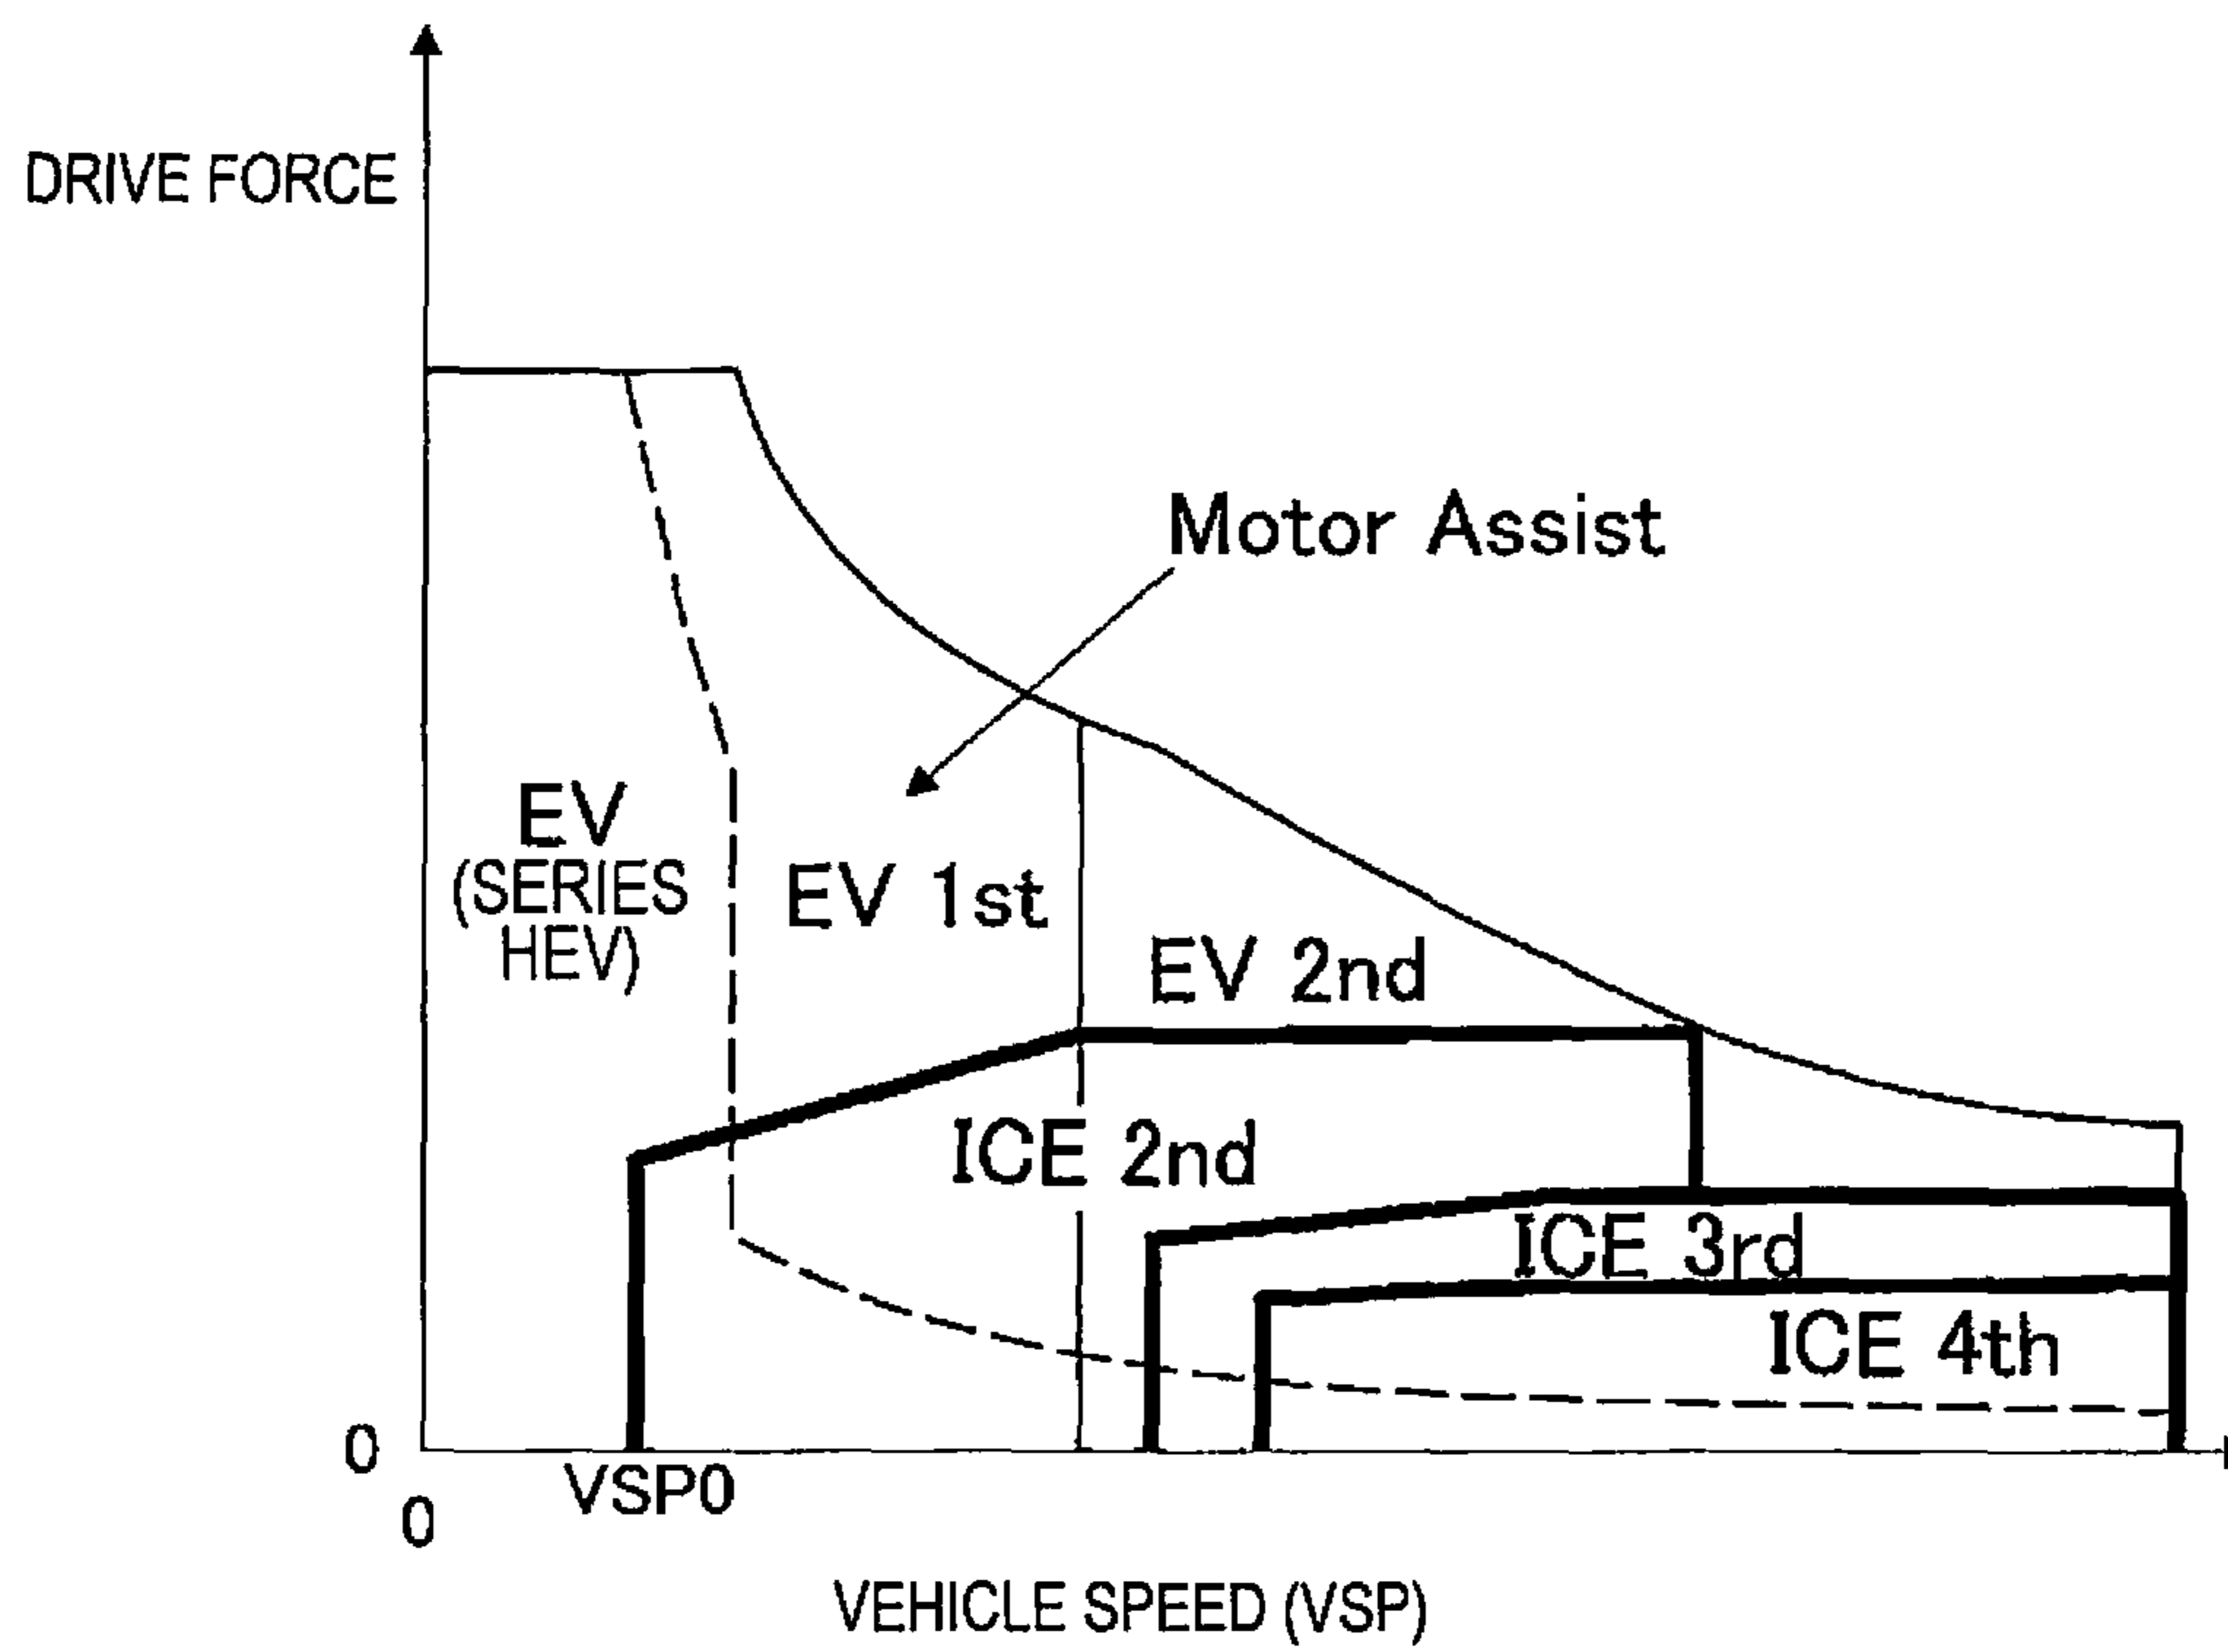 DRIVE FORCE
Motor Assist
EV
(SERIES
HEV)
EV 1st
EV 2nd
ICE 2nd
ICE 3rd
ICE 4th
0
VSP0
0
VEHICLE SPEED (VSP)